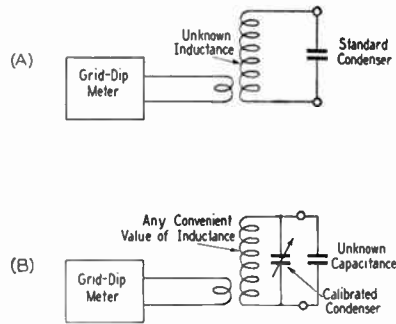 (A)
Grid-Dip
Meter
Unknown
Inductance
Standard
Condenser
(B)
Grid-Dip
Meter
Any Convenient
Value of Inductance
Unknown
Capacitance
Calibrated
Condenser